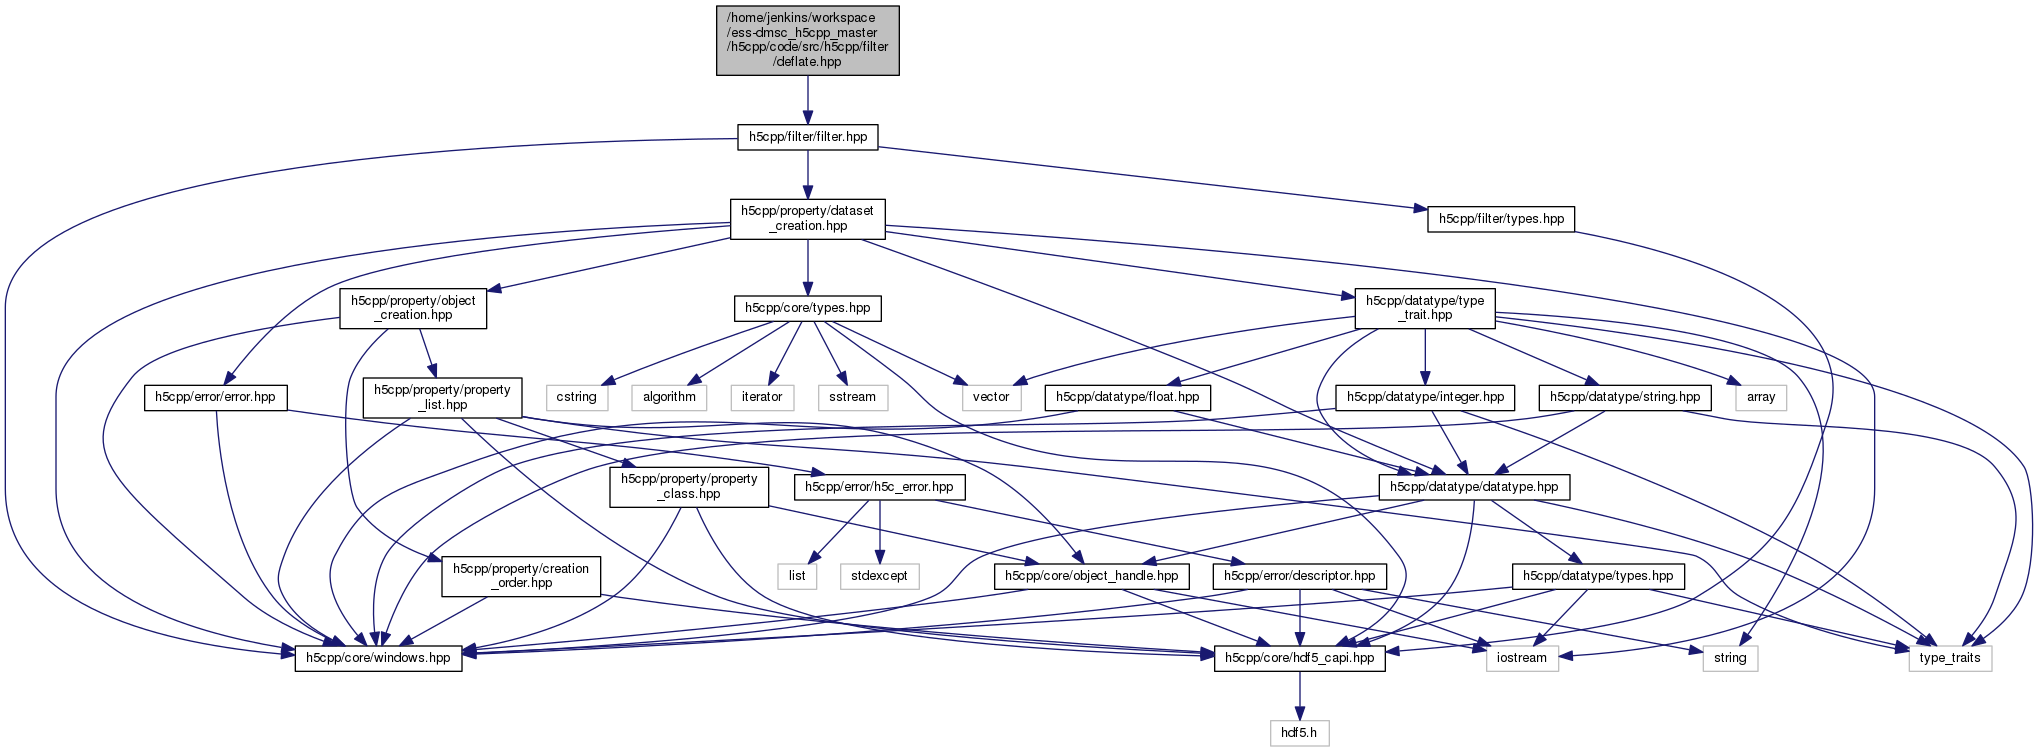 /home/jenkins/workspace
/ess-dmsc_h5cpp_master
/h5cpp/code/src/h5cpp/filter
/deflate.hpp
h5cpp/filter/filter.hpp
h5cpp/property/dataset
_creation.hpp
h5cpp/filter/types.hpp
h5cpp/property/object
_creation.hpp
h5cpp/core/types.hpp
h5cpp/datatype/type
_trait.hpp
h5cpp/error/error.hpp
h5cpp/property/property
_list.hpp
cstring
algorithm
iterator
sstream
vector
h5cpp/datatype/float.hpp
h5cpp/datatype/integer.hpp
h5cpp/datatype/string.hpp
array
h5cpp/property/property
_class.hpp
h5cpp/error/h5c_error.hpp
h5cpp/datatype/datatype.hpp
h5cpp/property/creation
_order.hpp
list
stdexcept
h5cpp/core/object_handle.hpp
h5cpp/error/descriptor.hpp
h5cpp/datatype/types.hpp
h5cpp/core/windows.hpp
h5cpp/core/hdf5_capi.hpp
iostream
string
type_traits
hdf5.h